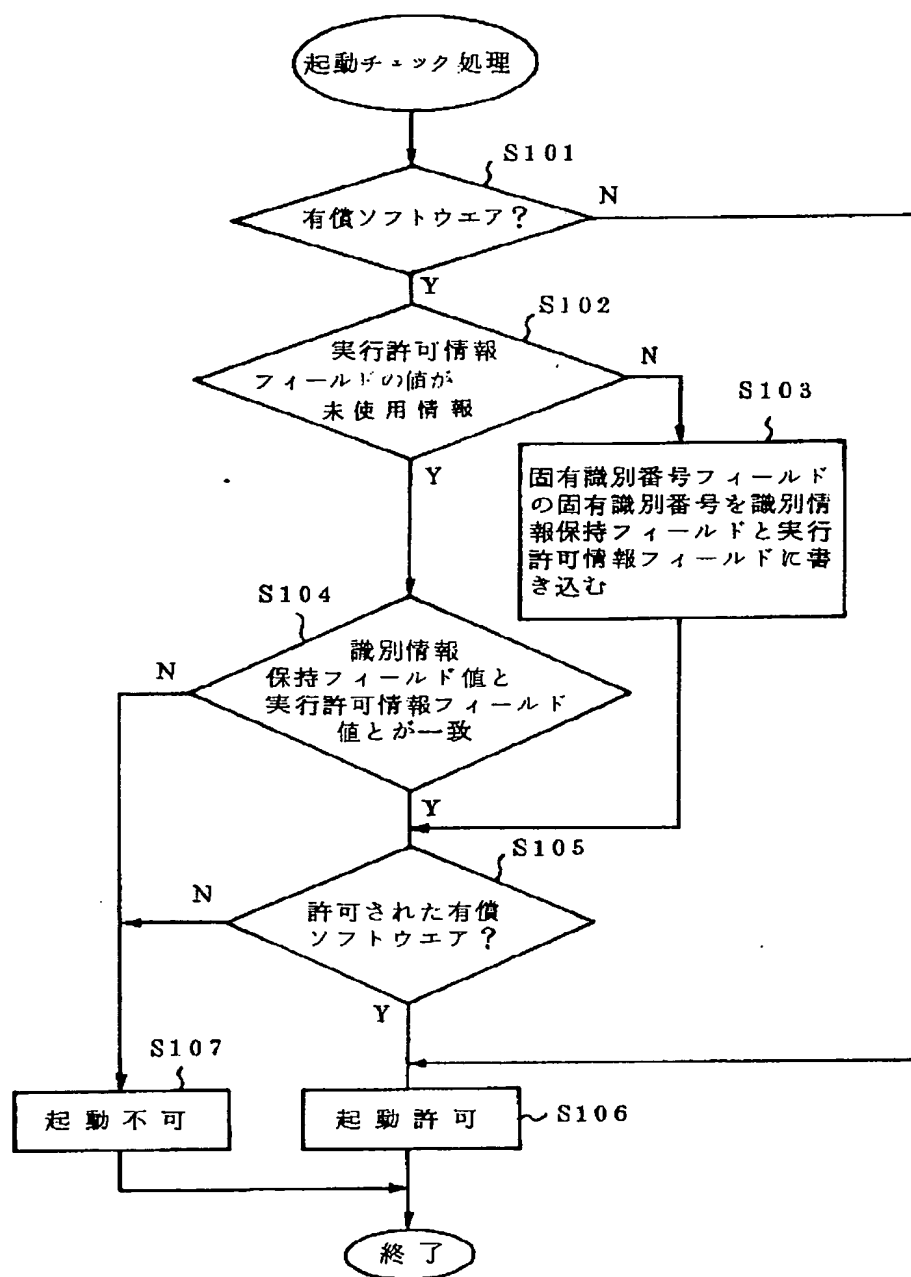 起動チェック処理
S101
有償ソフトウエア?
N
Y
S102
実行許可情報
フィールドの値が
未使用情報
N
Y
S103
固有識別番号フィールド
の固有識別番号を識別情
報保持フィールドと実行
許可情報フィールドに書
き込む
S104
識別情報
保持フィールド値と
実行許可情報フィールド
値とが一致
N
Y
S105
許可された有償
ソフトウエア?
N
Y
S107
起動不可
起動許可
S106
終了